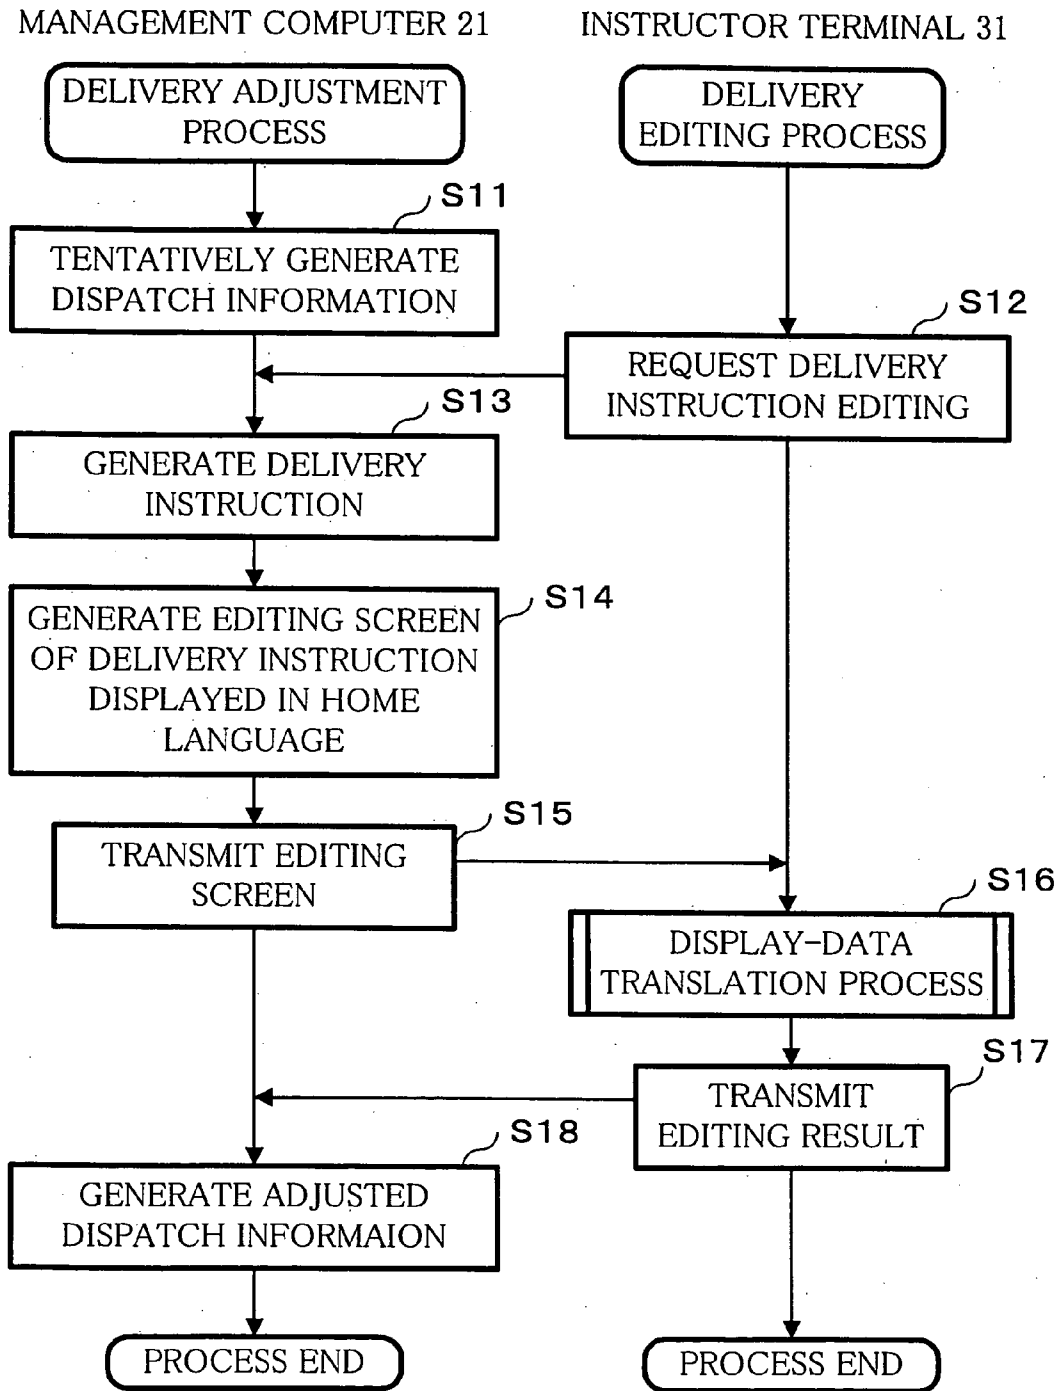 MANAGEMENT COMPUTER 21
INSTRUCTOR TERMINAL 31
DELIVERY ADJUSTMENT
PROCESS
DELIVERY
EDITING PROCESS
S11
TENTATIVELY GENERATE
DISPATCH INFORMATION
S12
REQUEST DELIVERY
INSTRUCTION EDITING
S13
GENERATE DELIVERY
INSTRUCTION
S14
GENERATE EDITING SCREEN
OF DELIVERY INSTRUCTION
DISPLAYED IN HOME
LANGUAGE
S15
TRANSMIT EDITING
SCREEN
S16
DISPLAY-DATA
TRANSLATION PROCESS
S17
TRANSMIT
EDITING RESULT
S18
GENERATE ADJUSTED
DISPATCH INFORMAION
PROCESS END
PROCESS END